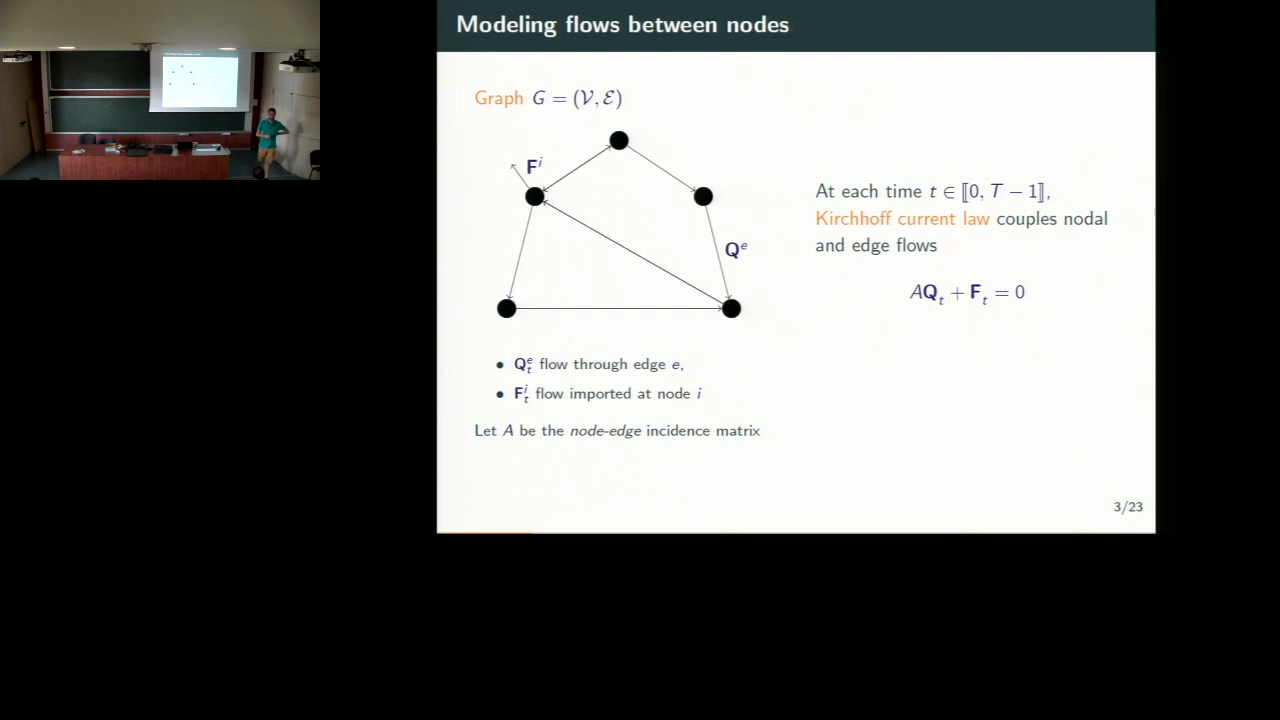 Modeling flows between nodes
Graph G = (𝒱, ℰ)
Fⁱ
Qᵉ
• Qₜᵉ flow through edge e,
• Fₜⁱ flow imported at node i
Let A be the node-edge incidence matrix
At each time t ∈ ⟦0, T − 1⟧,
Kirchhoff current law couples nodal
and edge flows
AQₜ + Fₜ = 0
3/23